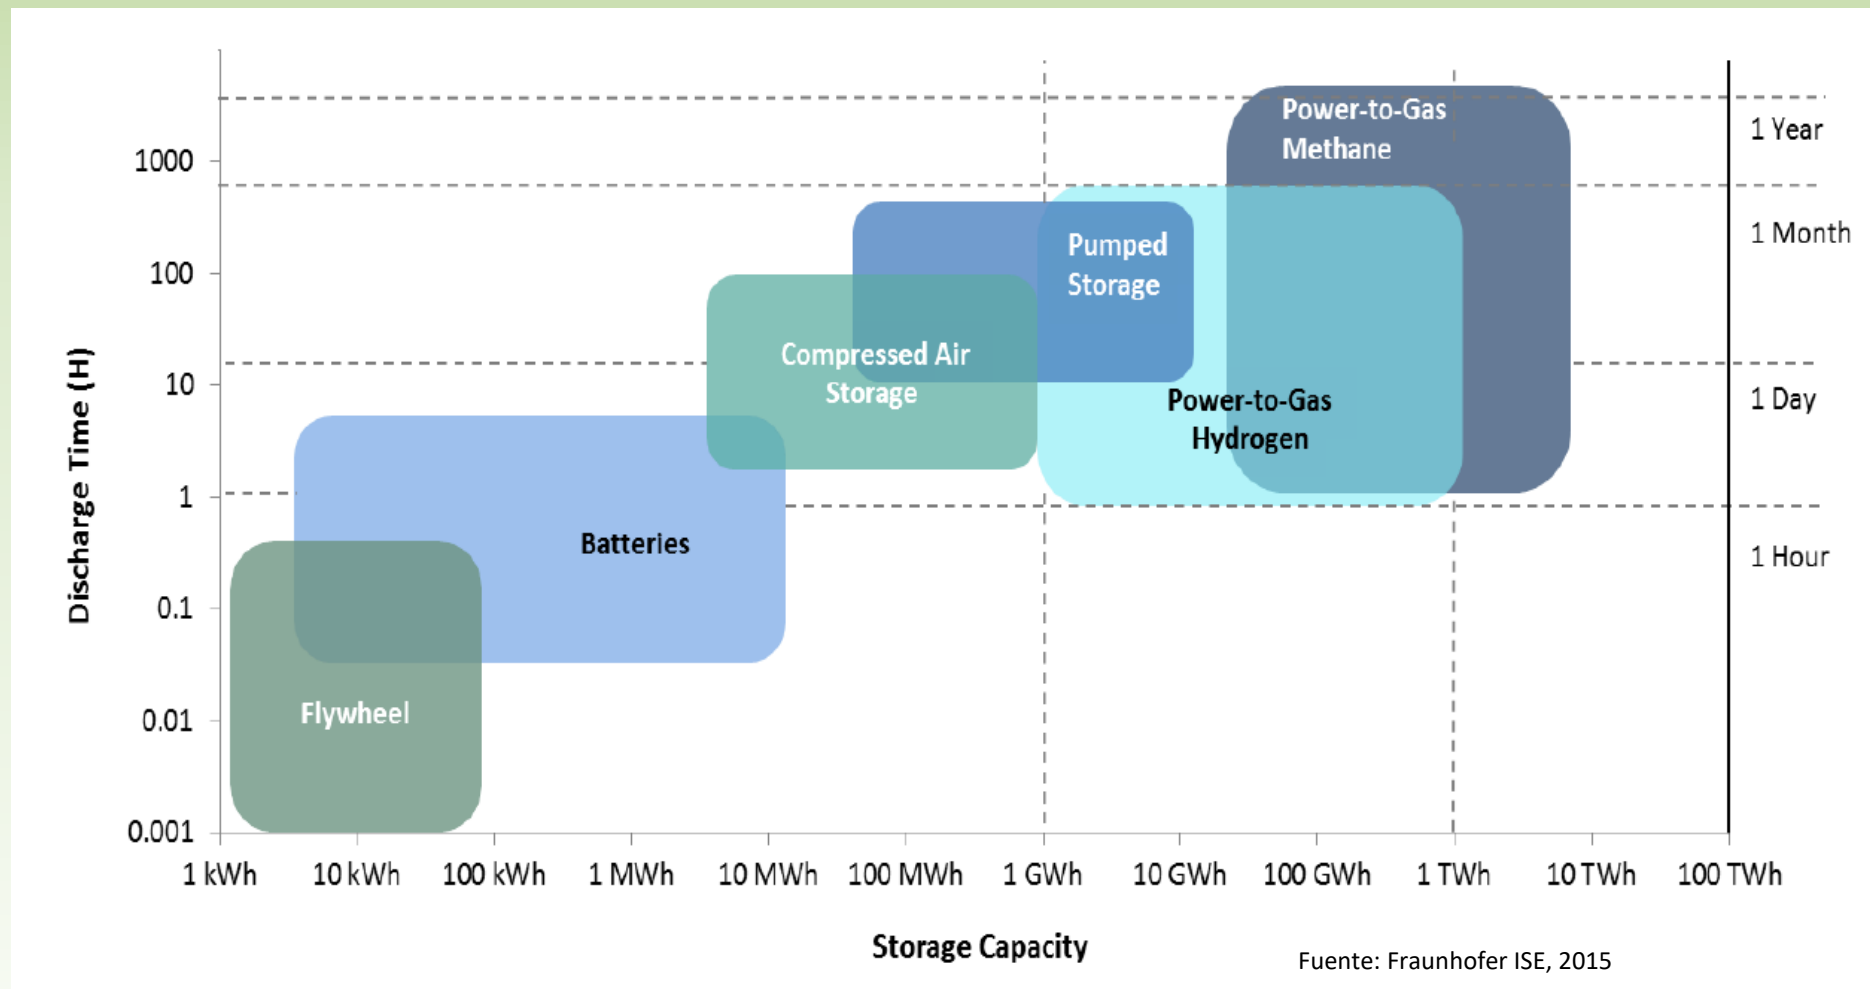 Discharge Time (H)
1000
100
10
1
0.1
0.01
0.001
1 kWh
10 kWh
100 kWh
1 MWh
10 MWh
100 MWh
1 GWh
10 GWh
100 GWh
1 TWh
10 TWh
100 TWh
Storage Capacity
Flywheel
Batteries
Compressed Air
Storage
Pumped
Storage
Power-to-Gas
Hydrogen
Power-to-Gas
Methane
1 Year
1 Month
1 Day
1 Hour
Fuente: Fraunhofer ISE, 2015